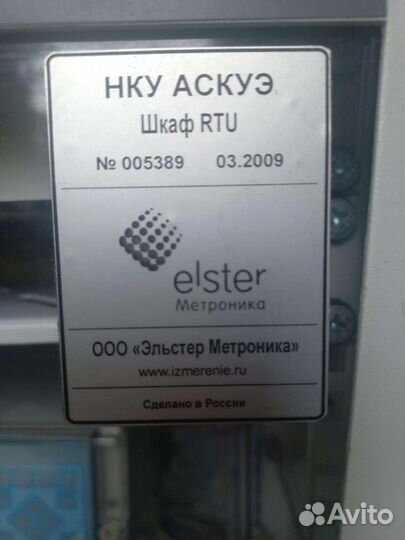 НКУ АСКУЭ
Шкаф RTU
№ 005389 03.2009
elster
Метроника
ООО «Эльстер Метроника»
www.izmerenie.ru
Сделано в России
Avito